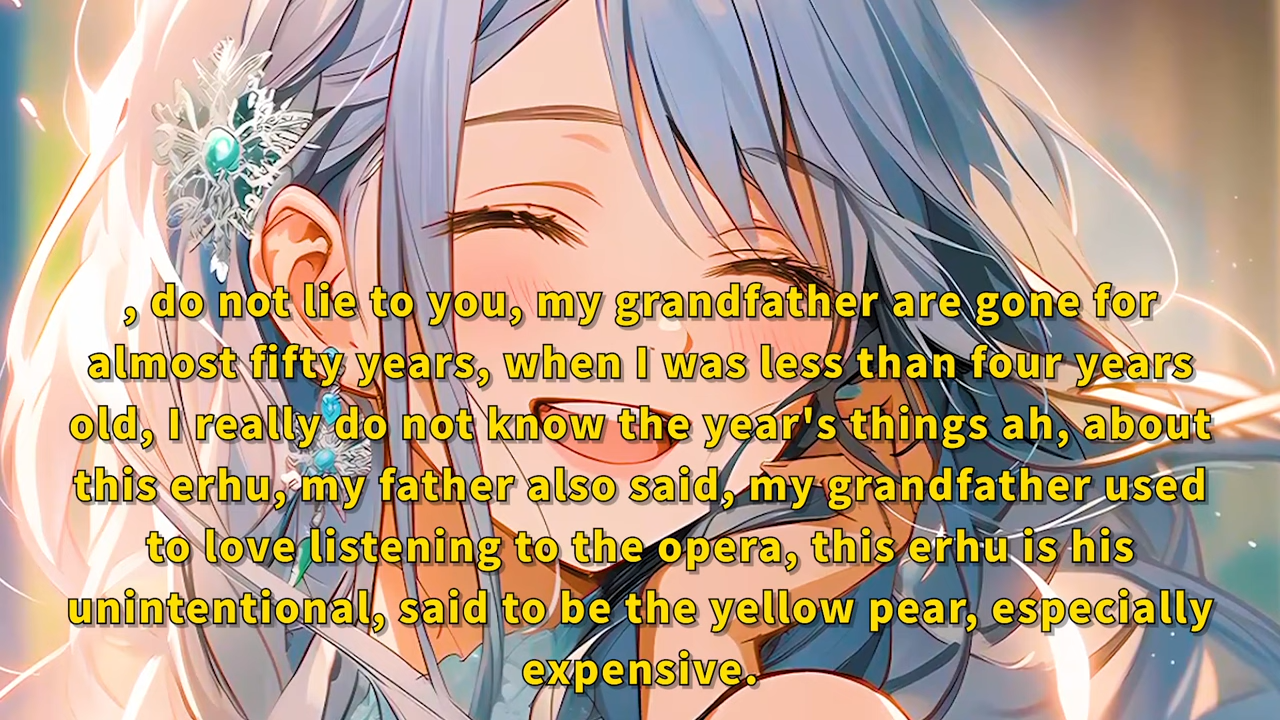 , do not lie to you, my grandfather are gone for
almost fifty years, when I was less than four years
old, I really do not know the year's things ah, about
this erhu, my father also said, my grandfather used
to love listening to the opera, this erhu is his
unintentional, said to be the yellow pear, especially
expensive.